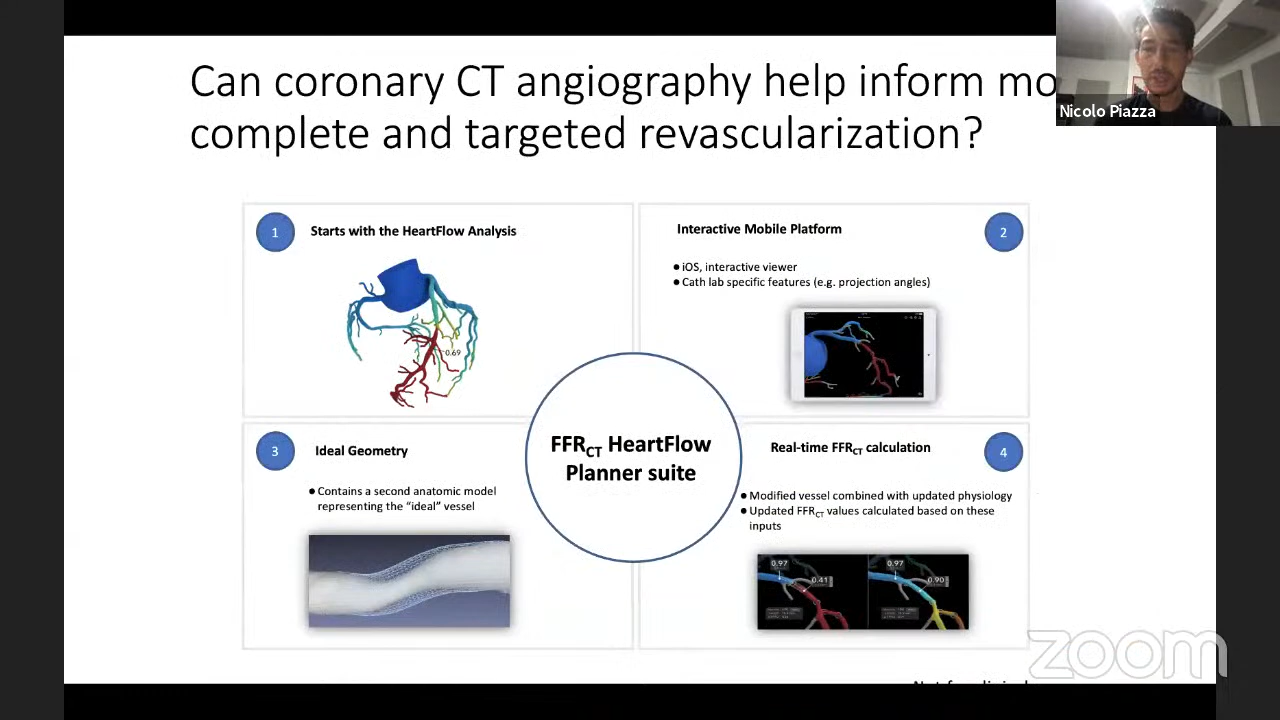 Can coronary CT angiography help inform mo
complete and targeted revascularization?
Nicolo Piazza
1
Starts with the HeartFlow Analysis
0.69
Interactive Mobile Platform
2
● iOS, interactive viewer
● Cath lab specific features (e.g. projection angles)
FFRCT HeartFlow
Planner suite
3
Ideal Geometry
● Contains a second anatomic model
representing the “ideal” vessel
Real-time FFRCT calculation
4
● Modified vessel combined with updated physiology
● Updated FFRCT values calculated based on these
inputs
0.97
0.41
0.97
0.90
zoom